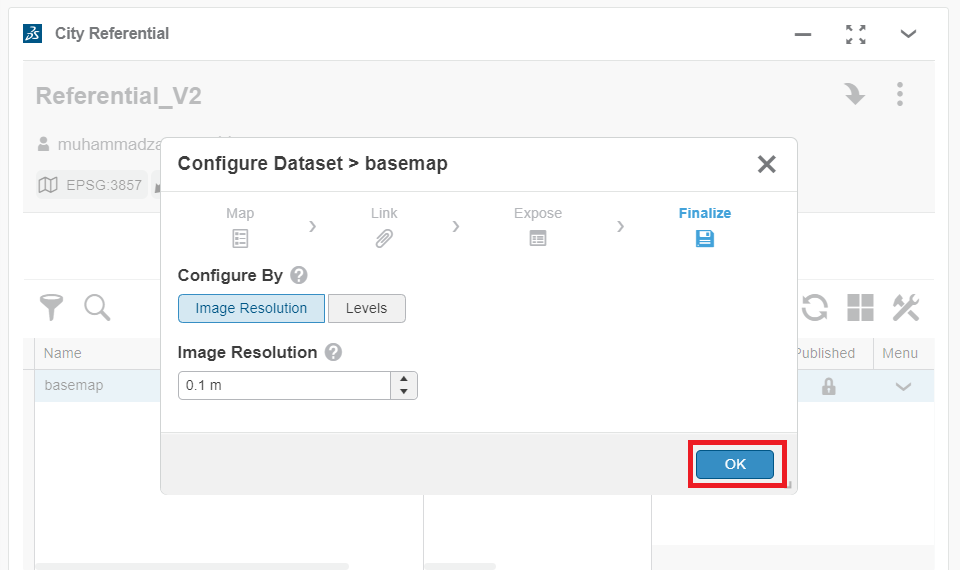 City Referential
Referential_V2
muhammadza
EPSG:3857
Configure Dataset > basemap
Map
Link
Expose
Finalize
Configure By
Image Resolution
Levels
Image Resolution
0.1 m
OK
Name
Published
Menu
basemap